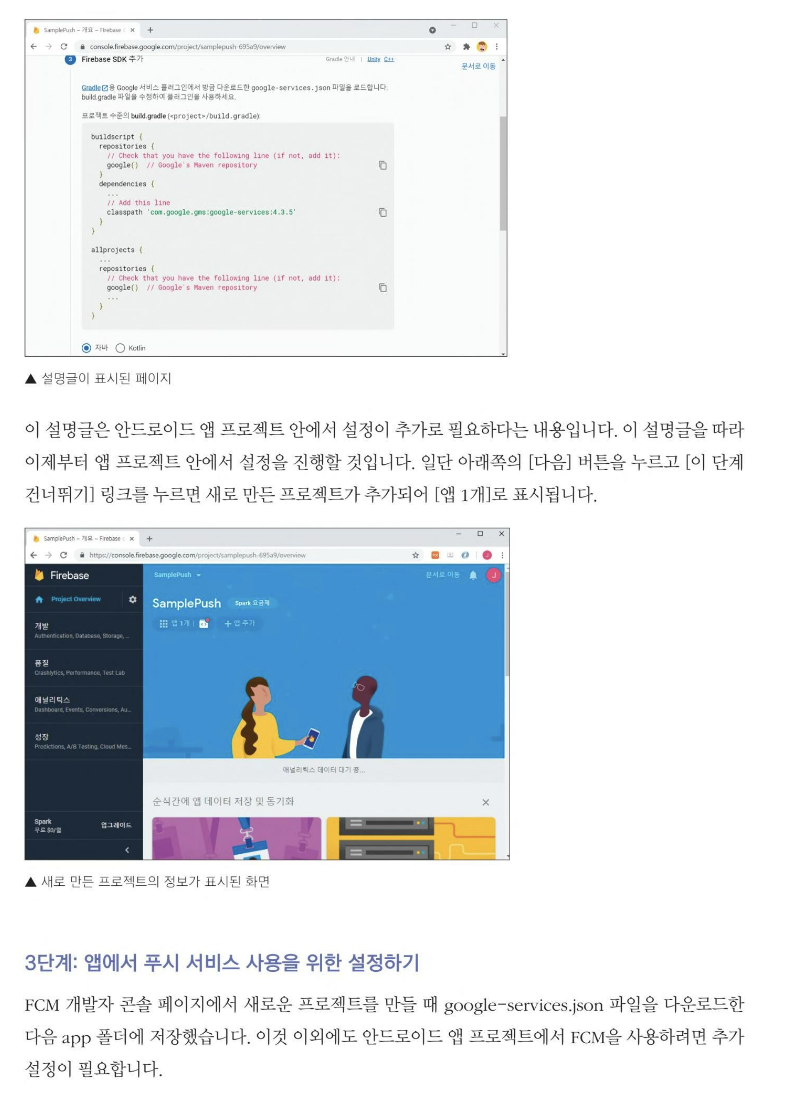 SamplePush – 개요 – Firebase
console.firebase.google.com/project/samplepush-695a9/overview
3 Firebase SDK 추가
Gradle 안내 | Unity C++
문서로 이동
Gradle용 Google 서비스 플러그인에서 방금 다운로드한 google-services.json 파일을 로드합니다.
build.gradle 파일을 수정하여 플러그인을 사용하세요.
프로젝트 수준의 build.gradle (<project>/build.gradle):
buildscript {
repositories {
// Check that you have the following line (if not, add it):
google() // Google's Maven repository
}
dependencies {
...
// Add this line
classpath 'com.google.gms:google-services:4.3.5'
}
}
allprojects {
...
repositories {
// Check that you have the following line (if not, add it):
google() // Google's Maven repository
...
}
}
자바 Kotlin
▲ 설명글이 표시된 페이지
이 설명글은 안드로이드 앱 프로젝트 안에서 설정이 추가로 필요하다는 내용입니다. 이 설명글을 따라
이제부터 앱 프로젝트 안에서 설정을 진행할 것입니다. 일단 아래쪽의 [다음] 버튼을 누르고 [이 단계
건너뛰기] 링크를 누르면 새로 만든 프로젝트가 추가되어 [앱 1개]로 표시됩니다.
SamplePush – 개요 – Firebase
https://console.firebase.google.com/project/samplepush-695a9/overview
Firebase
SamplePush
문서로 이동
J
Project Overview
SamplePush Spark 요금제
앱 1개 | + 앱 추가
개발
Authentication, Database, Storage, ...
품질
Crashlytics, Performance, Test Lab
애널리틱스
Dashboard, Events, Conversions, Au...
성장
Predictions, A/B Testing, Cloud Mes...
애널리틱스 데이터 대기 중...
순식간에 앱 데이터 저장 및 동기화
Spark
무료 $0/월
업그레이드
▲ 새로 만든 프로젝트의 정보가 표시된 화면
3단계: 앱에서 푸시 서비스 사용을 위한 설정하기
FCM 개발자 콘솔 페이지에서 새로운 프로젝트를 만들 때 google-services.json 파일을 다운로드한
다음 app 폴더에 저장했습니다. 이것 이외에도 안드로이드 앱 프로젝트에서 FCM을 사용하려면 추가
설정이 필요합니다.